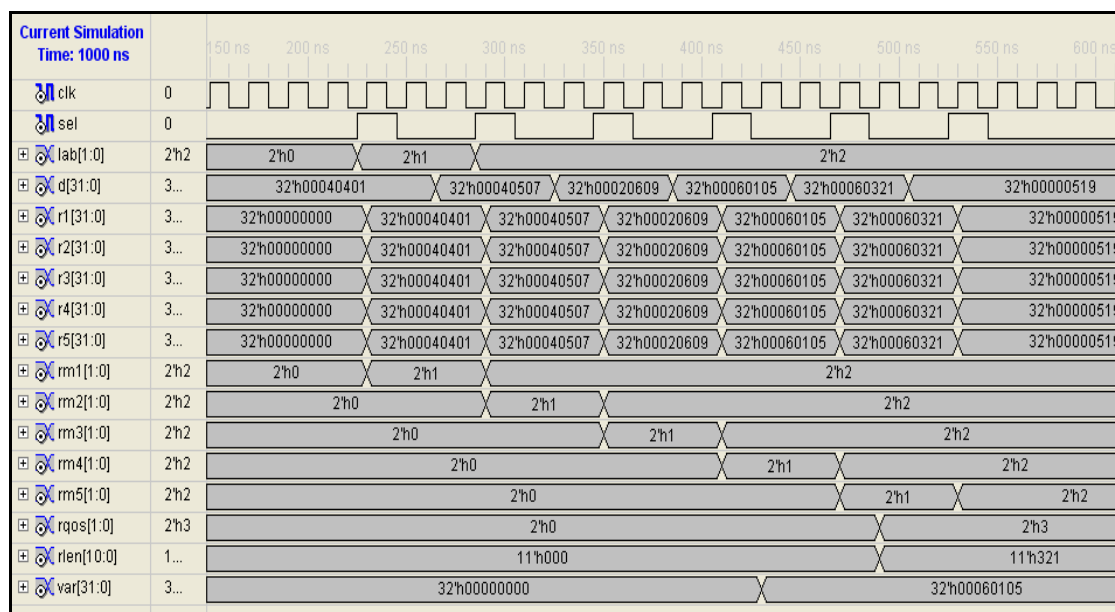 Current Simulation
Time: 1000 ns
150 ns 200 ns 250 ns 300 ns 350 ns 400 ns 450 ns 500 ns 550 ns 600 ns
clk 0
sel 0
lab[1:0] 2'h2 2'h0 2'h1 2'h2
d[31:0] 3... 32'h00040401 32'h00040507 32'h00020609 32'h00060105 32'h00060321 32'h00000519
r1[31:0] 3... 32'h00000000 32'h00040401 32'h00040507 32'h00020609 32'h00060105 32'h00060321 32'h00000519
r2[31:0] 3... 32'h00000000 32'h00040401 32'h00040507 32'h00020609 32'h00060105 32'h00060321 32'h00000519
r3[31:0] 3... 32'h00000000 32'h00040401 32'h00040507 32'h00020609 32'h00060105 32'h00060321 32'h00000519
r4[31:0] 3... 32'h00000000 32'h00040401 32'h00040507 32'h00020609 32'h00060105 32'h00060321 32'h00000519
r5[31:0] 3... 32'h00000000 32'h00040401 32'h00040507 32'h00020609 32'h00060105 32'h00060321 32'h00000519
rm1[1:0] 2'h2 2'h0 2'h1 2'h2
rm2[1:0] 2'h2 2'h0 2'h1 2'h2
rm3[1:0] 2'h2 2'h0 2'h1 2'h2
rm4[1:0] 2'h2 2'h0 2'h1 2'h2
rm5[1:0] 2'h2 2'h0 2'h1 2'h2
rqos[1:0] 2'h3 2'h0 2'h3
rlen[10:0] 1... 11'h000 11'h321
var[31:0] 3... 32'h00000000 32'h00060105